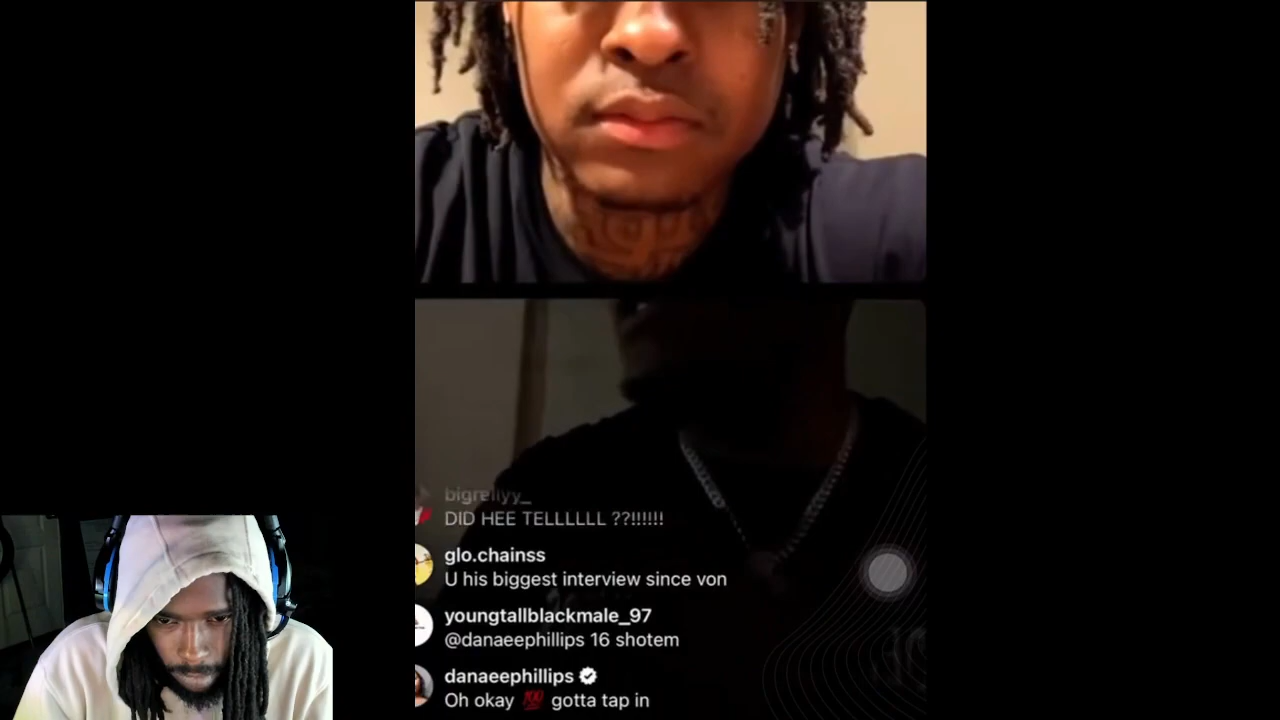 bigrellyy_
DID HEE TELLLLLL ??!!!!!!
glo.chainss
U his biggest interview since von
youngtallblackmale_97
@danaeephillips 16 shotem
danaeephillips
Oh okay 💯 gotta tap in